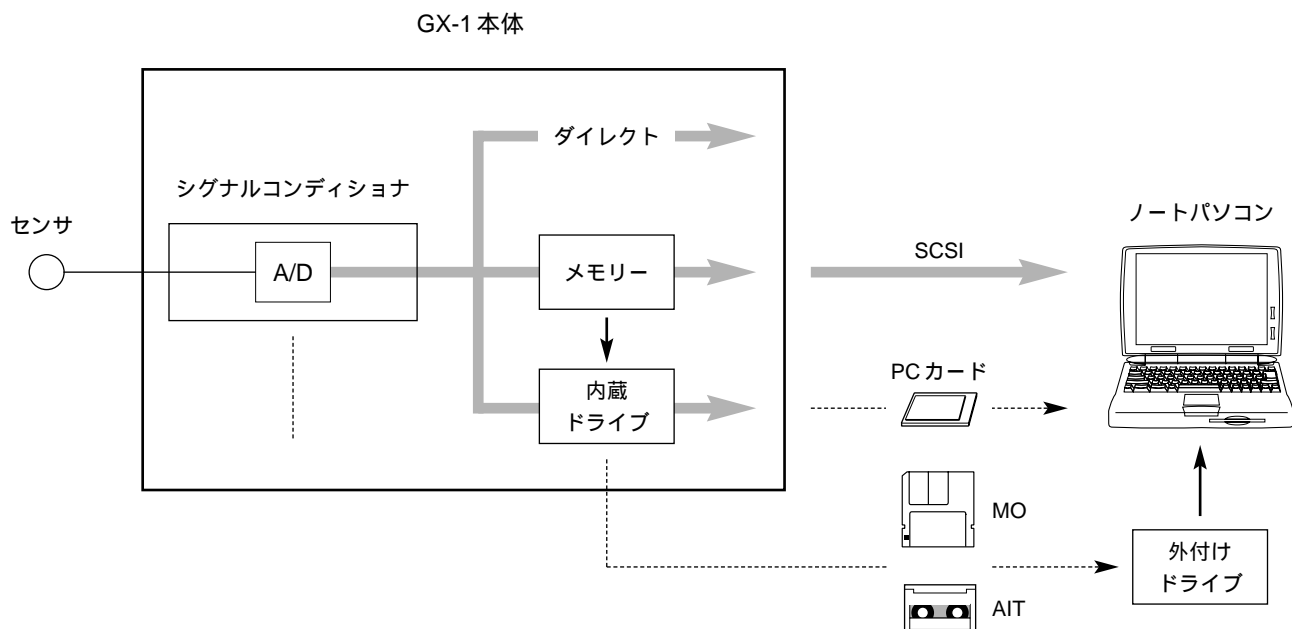 GX-1 本体
ダイレクト
シグナルコンディショナ
センサ
A/D
メモリー
内蔵
ドライブ
SCSI
ノートパソコン
PC カード
MO
AIT
外付け
ドライブ